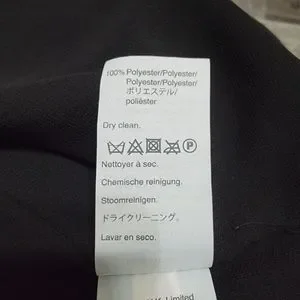 100% Polyester/Polyester/
Polyester/Polyester/
ポリエステル/
poliéster
Dry clean.
P
Nettoyer à sec.
Chemische reinigung.
Stoomreinigen.
ドライクリーニング。
Lavar en seco.
Limited